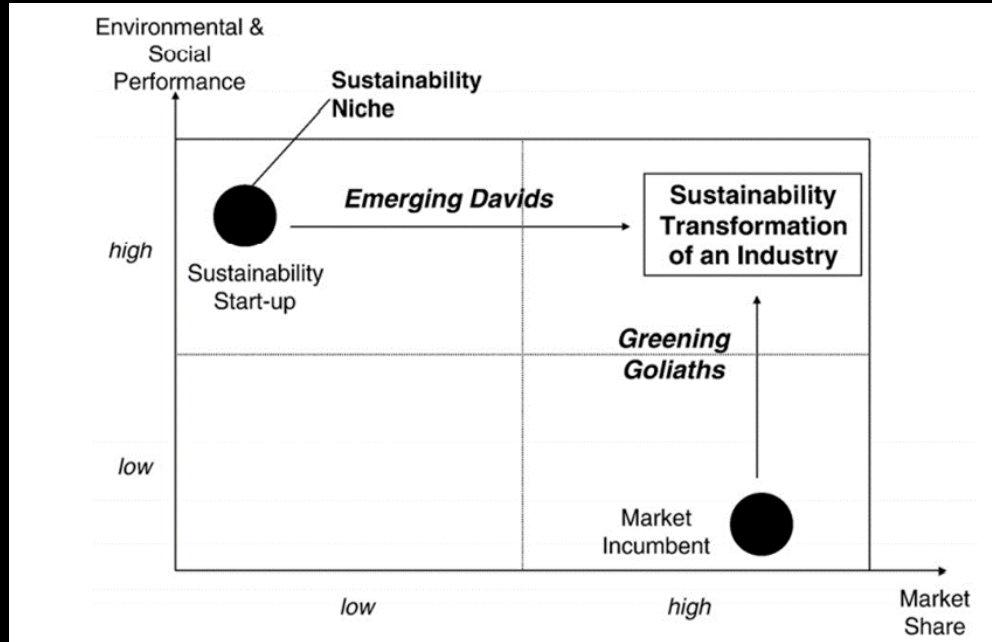 Environmental &
Social
Performance
Sustainability
Niche
Emerging Davids
Sustainability
Transformation
of an Industry
high
Sustainability
Start-up
Greening
Goliaths
low
Market
Incumbent
low
high
Market
Share